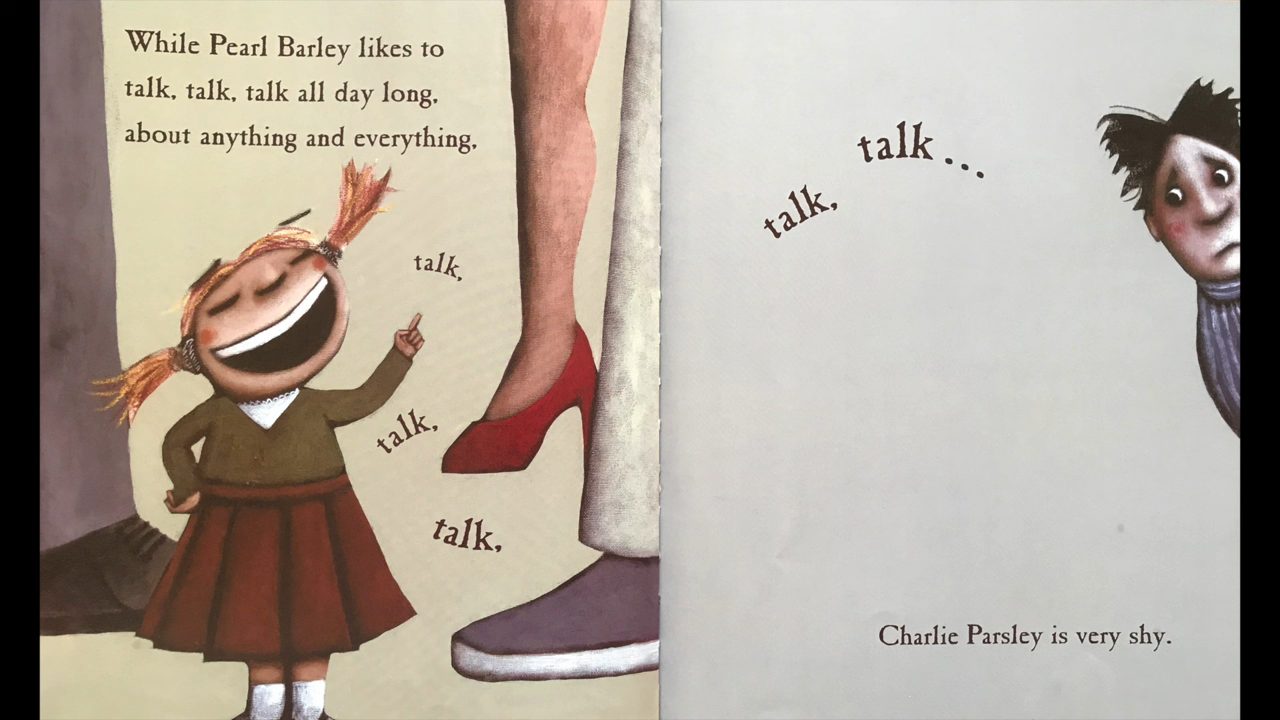 While Pearl Barley likes to
talk, talk, talk all day long,
about anything and everything,
talk,
talk,
talk,
talk,
talk...
Charlie Parsley is very shy.